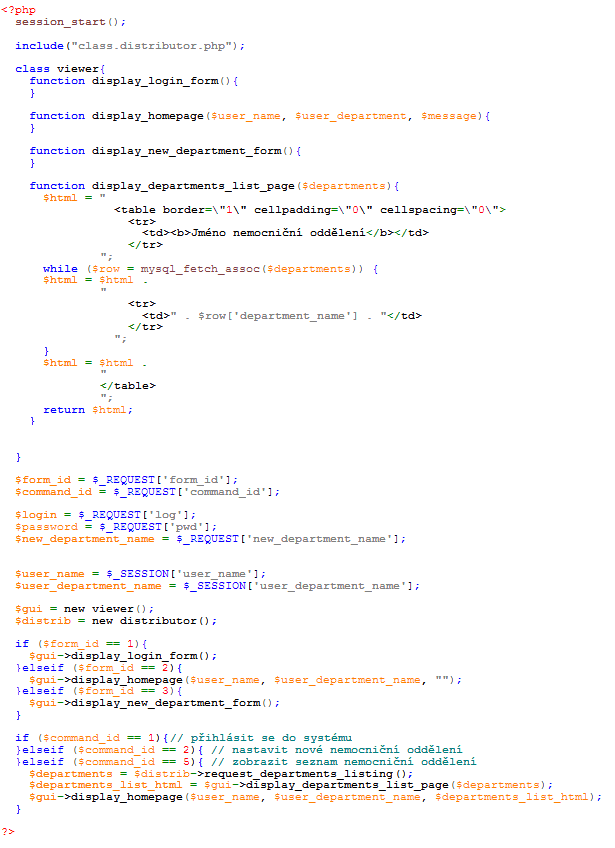 <?php
session_start();
include("class.distributor.php");
class viewer{
function display_login_form(){
}
function display_homepage($user_name, $user_department, $message){
}
function display_new_department_form(){
}
function display_departments_list_page($departments){
$html = "
<table border=\"1\" cellpadding=\"0\" cellspacing=\"0\">
<tr>
<td><b>Jméno nemocniční oddělení</b></td>
</tr>
";
while ($row = mysql_fetch_assoc($departments)) {
$html = $html .
"
<tr>
<td>" . $row['department_name'] . "</td>
</tr>
";
}
$html = $html .
"
</table>
";
return $html;
}
}
$form_id = $_REQUEST['form_id'];
$command_id = $_REQUEST['command_id'];
$login = $_REQUEST['log'];
$password = $_REQUEST['pwd'];
$new_department_name = $_REQUEST['new_department_name'];
$user_name = $_SESSION['user_name'];
$user_department_name = $_SESSION['user_department_name'];
$gui = new viewer();
$distrib = new distributor();
if ($form_id == 1){
$gui->display_login_form();
}elseif ($form_id == 2){
$gui->display_homepage($user_name, $user_department_name, "");
}elseif ($form_id == 3){
$gui->display_new_department_form();
}
if ($command_id == 1){// přihlásit se do systému
}elseif ($command_id == 2){ // nastavit nové nemocniční oddělení
}elseif ($command_id == 5){ // zobrazit seznam nemocniční oddělení
$departments = $distrib->request_departments_listing();
$departments_list_html = $gui->display_departments_list_page($departments);
$gui->display_homepage($user_name, $user_department_name, $departments_list_html);
}
?>